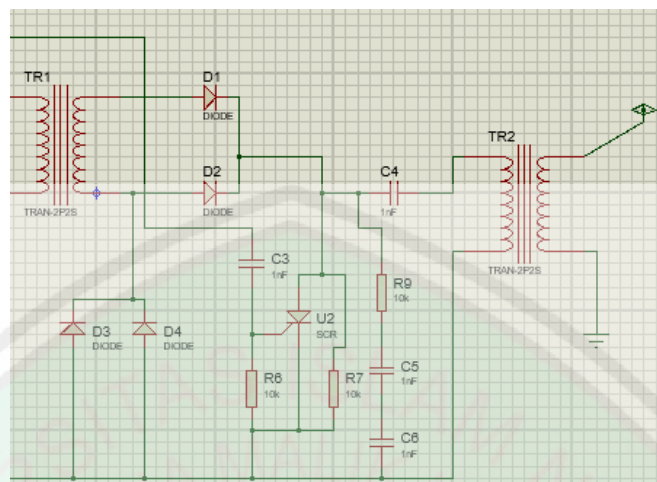 TR1
TRAN-2P2S
D1
DIODE
D2
DIODE
C4
1nF
TR2
TRAN-2P2S
C3
1nF
R9
10k
U2
SCR
D3
DIODE
D4
DIODE
R6
10k
R7
10k
C5
1nF
C6
1nF